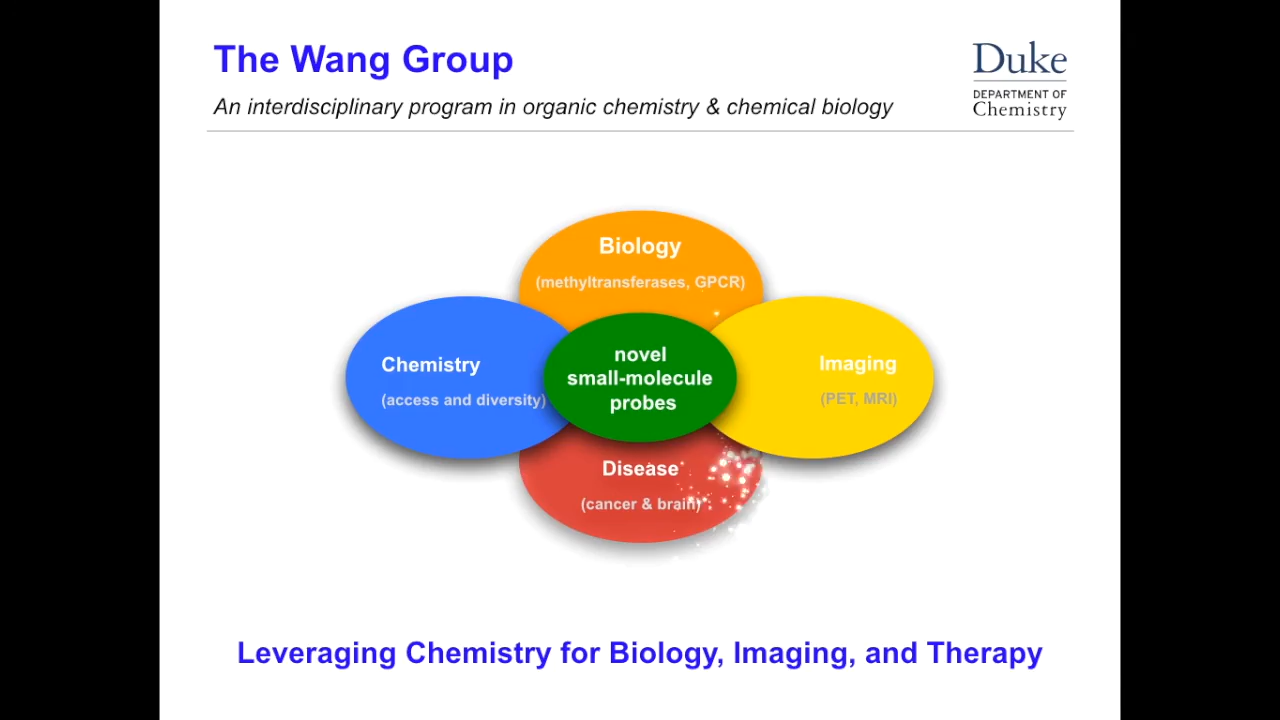 The Wang Group
An interdisciplinary program in organic chemistry & chemical biology
Duke
DEPARTMENT OF
Chemistry
Biology
(methyltransferases, GPCR)
Chemistry
(access and diversity)
novel
small-molecule
probes
Imaging
(PET, MRI)
Disease
(cancer & brain)
Leveraging Chemistry for Biology, Imaging, and Therapy